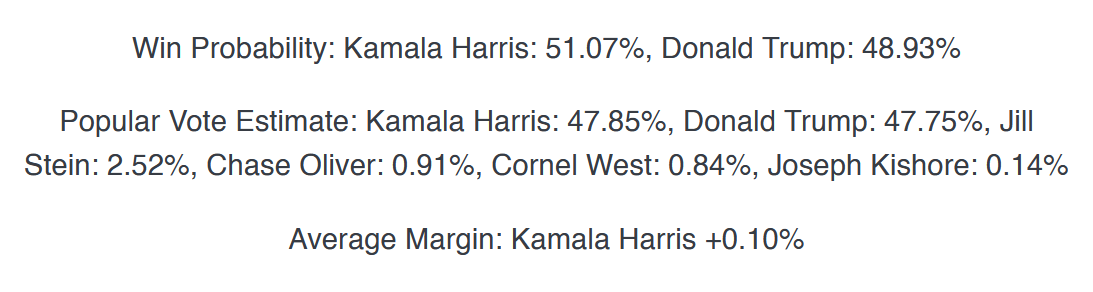 Win Probability: Kamala Harris: 51.07%, Donald Trump: 48.93%
Popular Vote Estimate: Kamala Harris: 47.85%, Donald Trump: 47.75%, Jill
Stein: 2.52%, Chase Oliver: 0.91%, Cornel West: 0.84%, Joseph Kishore: 0.14%
Average Margin: Kamala Harris +0.10%